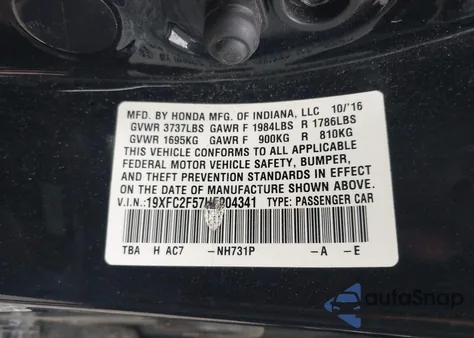 MFD. BY HONDA MFG. OF INDIANA, LLC 10/'16
GVWR 3737LBS GAWR F 1984LBS R 1786LBS
GVWR 1695KG GAWR F 900KG R 810KG
THIS VEHICLE CONFORMS TO ALL APPLICABLE
FEDERAL MOTOR VEHICLE SAFETY, BUMPER,
AND THEFT PREVENTION STANDARDS IN EFFECT ON
THE DATE OF MANUFACTURE SHOWN ABOVE.
V.I.N.: TYPE: PASSENGER CAR
TBA H AC7 -NH731P -A -E
autoSnap